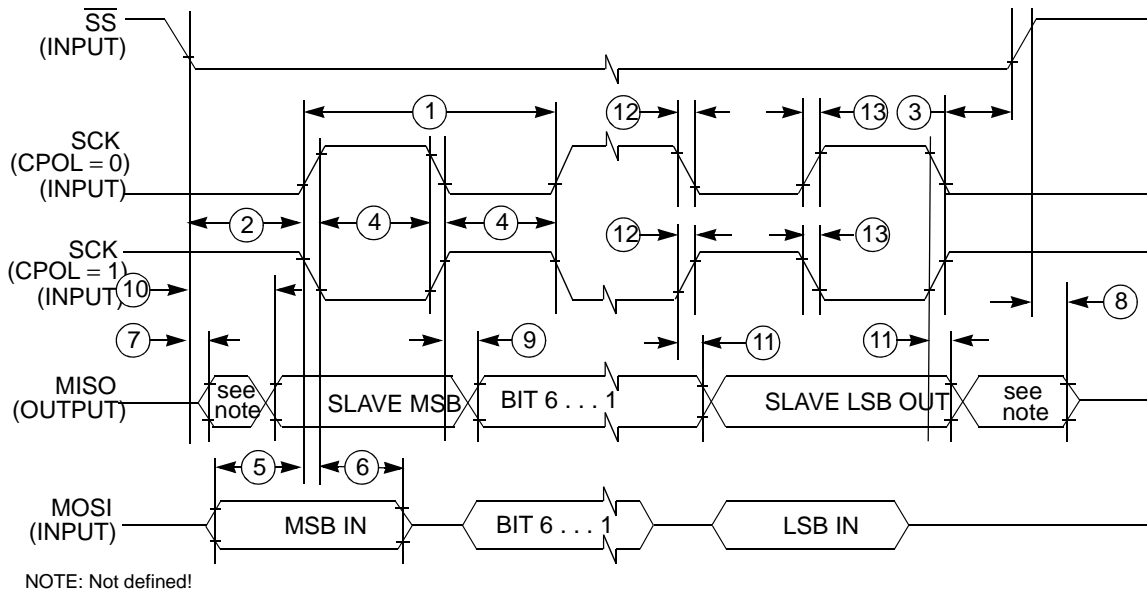 SS
(INPUT)
1
12
13
3
SCK
(CPOL = 0)
(INPUT)
2
4
4
12
13
SCK
(CPOL = 1)
(INPUT)
10
8
7
9
11
11
MISO
(OUTPUT)
see
note
SLAVE MSB
BIT 6 . . . 1
SLAVE LSB OUT
see
note
5
6
MOSI
(INPUT)
MSB IN
BIT 6 . . . 1
LSB IN
NOTE: Not defined!